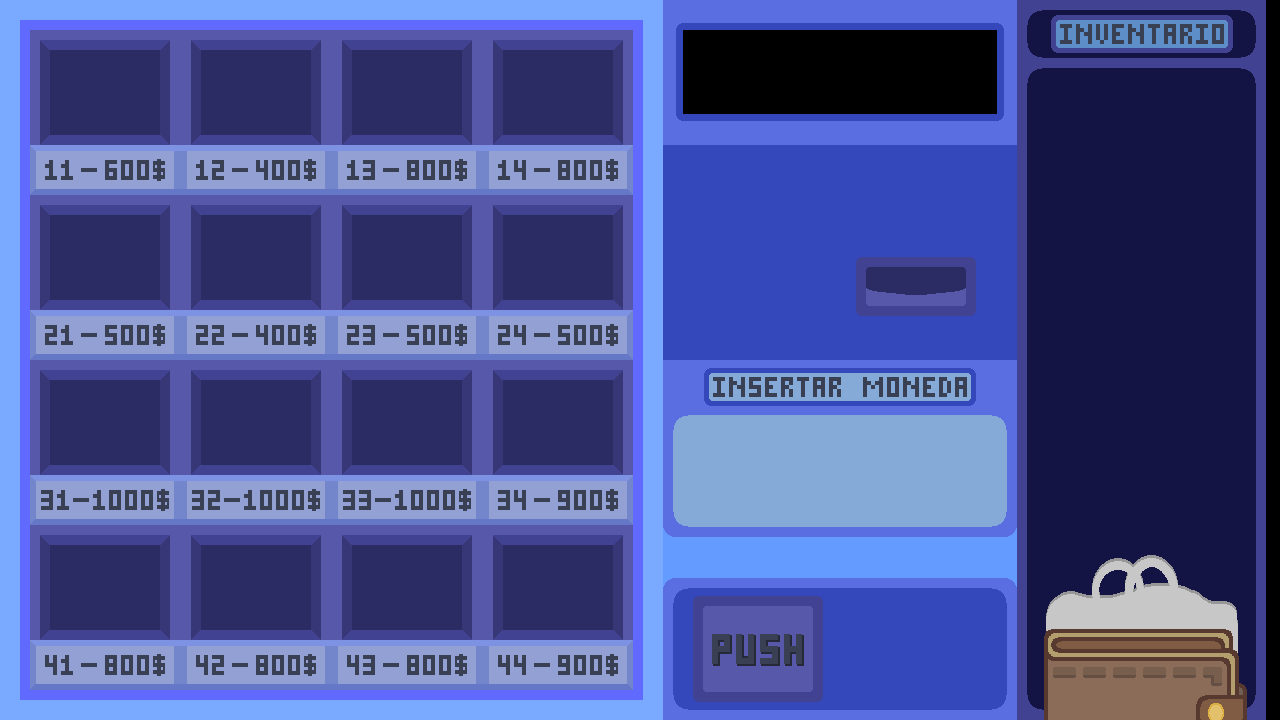 INVENTARIO
11-600$ 12-400$ 13-800$ 14-800$
21-500$ 22-400$ 23-500$ 24-500$
INSERTAR MONEDA
31-1000$ 32-1000$ 33-1000$ 34-900$
PUSH
41-800$ 42-800$ 43-800$ 44-900$